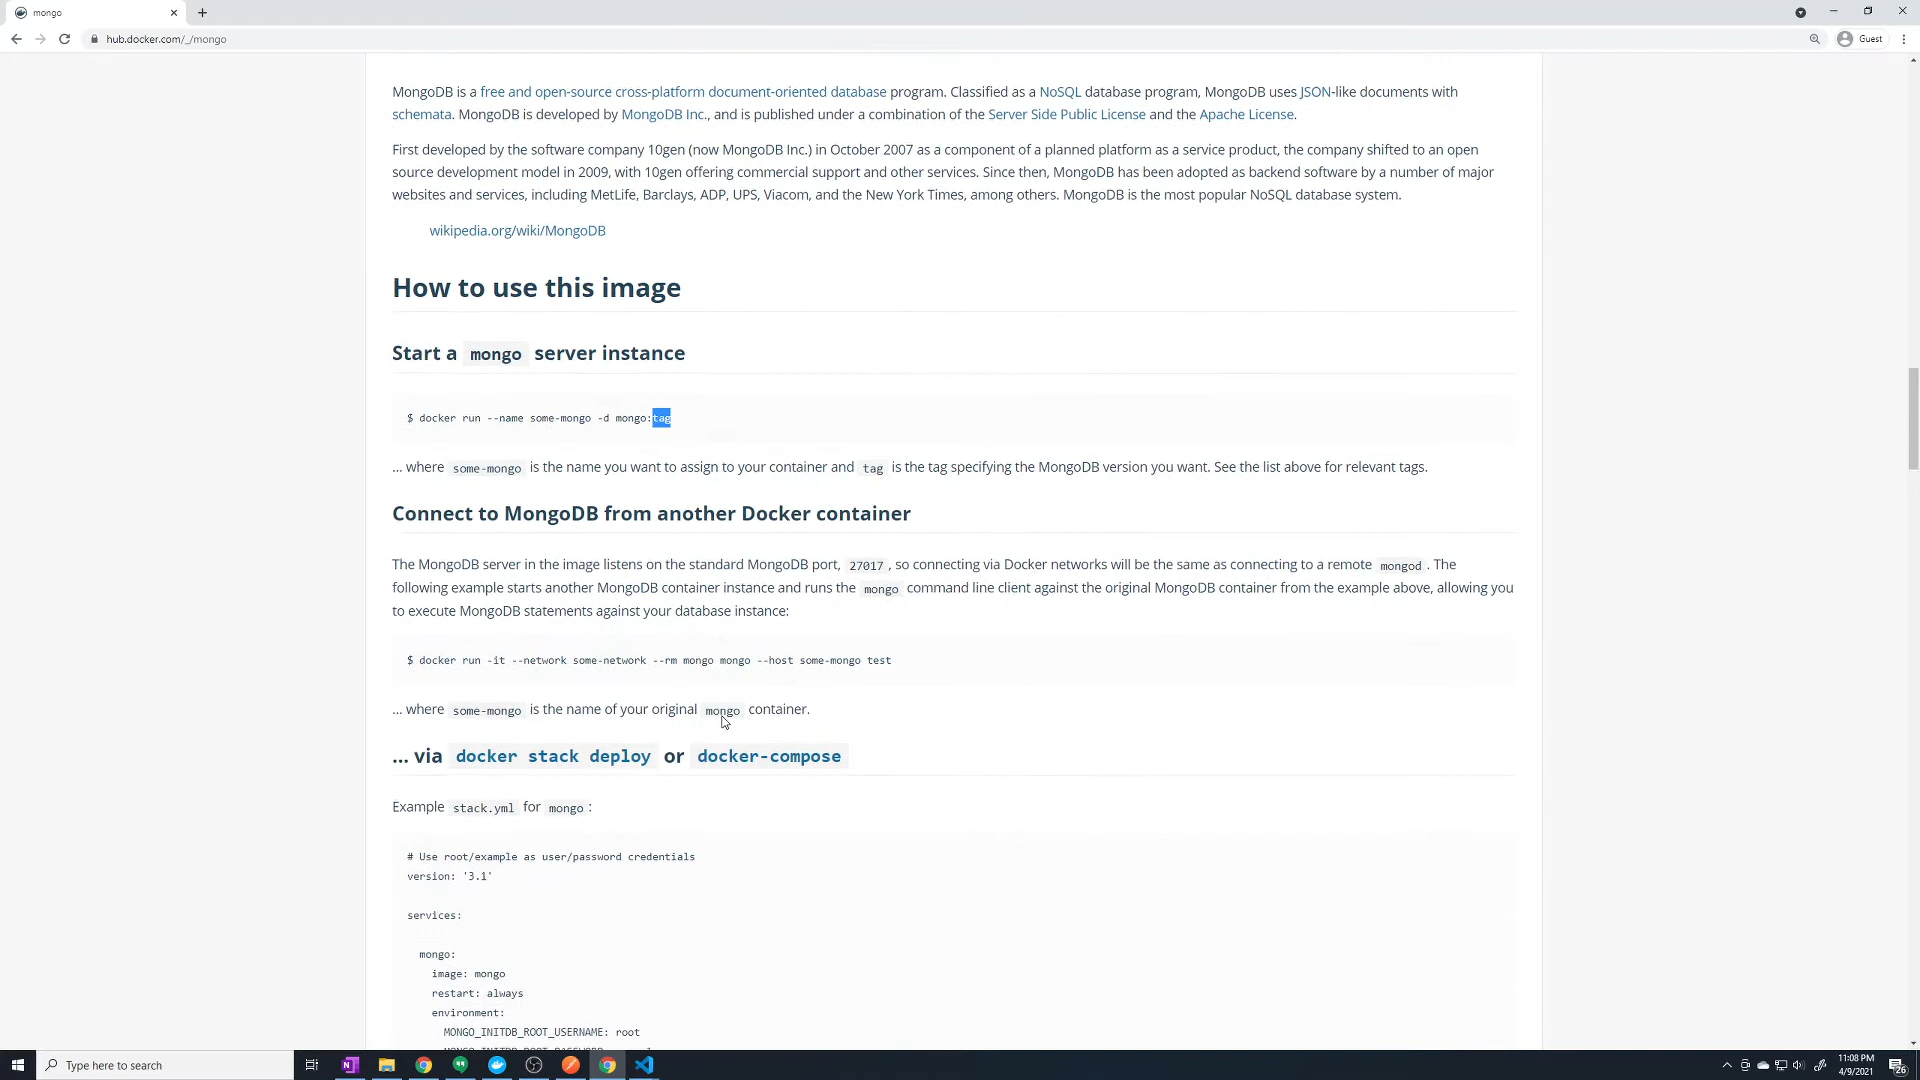 mongo
hub.docker.com/_/mongo
Guest
MongoDB is a free and open-source cross-platform document-oriented database program. Classified as a NoSQL database program, MongoDB uses JSON-like documents with
schemata. MongoDB is developed by MongoDB Inc., and is published under a combination of the Server Side Public License and the Apache License.
First developed by the software company 10gen (now MongoDB Inc.) in October 2007 as a component of a planned platform as a service product, the company shifted to an open
source development model in 2009, with 10gen offering commercial support and other services. Since then, MongoDB has been adopted as backend software by a number of major
websites and services, including MetLife, Barclays, ADP, UPS, Viacom, and the New York Times, among others. MongoDB is the most popular NoSQL database system.
wikipedia.org/wiki/MongoDB
How to use this image
Start a mongo server instance
$ docker run --name some-mongo -d mongo:tag
... where some-mongo is the name you want to assign to your container and tag is the tag specifying the MongoDB version you want. See the list above for relevant tags.
Connect to MongoDB from another Docker container
The MongoDB server in the image listens on the standard MongoDB port, 27017, so connecting via Docker networks will be the same as connecting to a remote mongod. The
following example starts another MongoDB container instance and runs the mongo command line client against the original MongoDB container from the example above, allowing you
to execute MongoDB statements against your database instance:
$ docker run -it --network some-network --rm mongo mongo --host some-mongo test
... where some-mongo is the name of your original mongo container.
... via docker stack deploy or docker-compose
Example stack.yml for mongo:
# Use root/example as user/password credentials
version: '3.1'
services:
mongo:
image: mongo
restart: always
environment:
MONGO_INITDB_ROOT_USERNAME: root
Type here to search
11:08 PM
4/9/2021
26